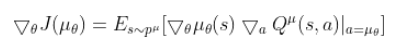 ▽_θ J(μ_θ) = E_{s∼p^μ}[▽_θ μ_θ(s) ▽_a Q^μ(s, a)|_{a=μ_θ}]